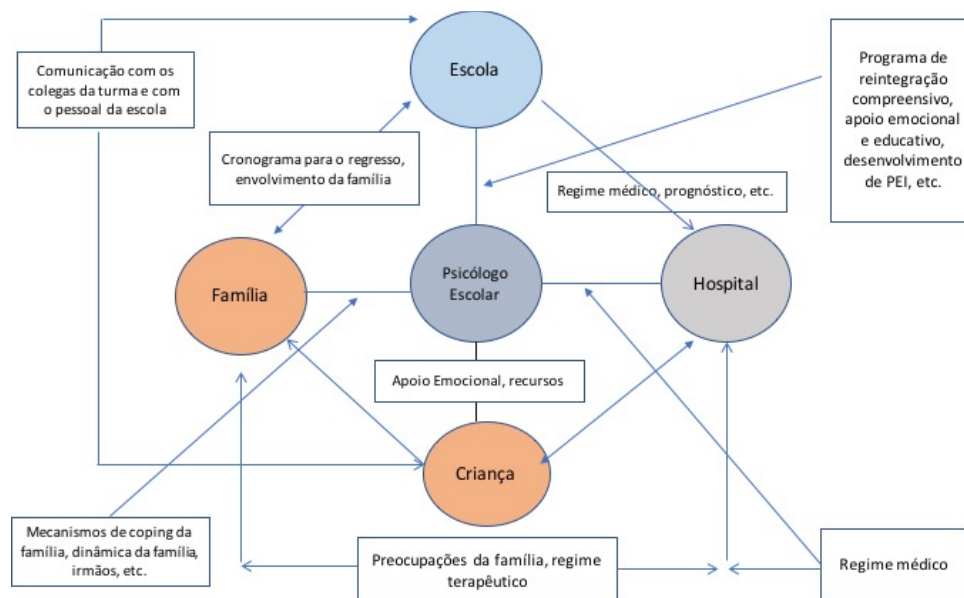 Escola
Comunicação com os
colegas da turma e com
o pessoal da escola
Programa de
reintegração
compreensivo,
apoio emocional
e educativo,
desenvolvimento
de PEI, etc.
Cronograma para o regresso,
envolvimento da família
Regime médico, prognóstico, etc.
Família
Psicólogo
Escolar
Hospital
Apoio Emocional, recursos
Criança
Mecanismos de coping da
família, dinâmica da família,
irmãos, etc.
Preocupações da família, regime
terapêutico
Regime médico